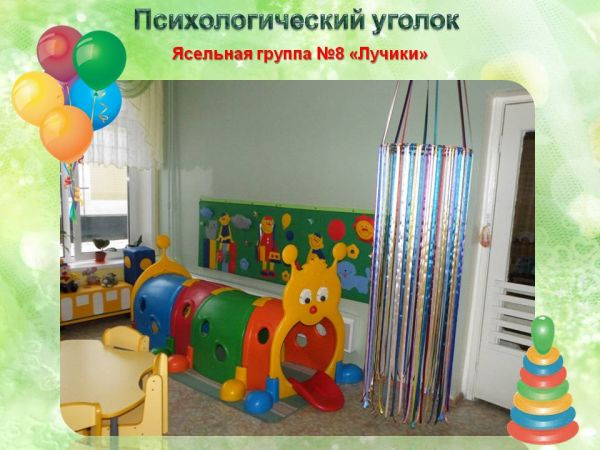 Психологический уголок
Ясельная группа №8 «Лучики»